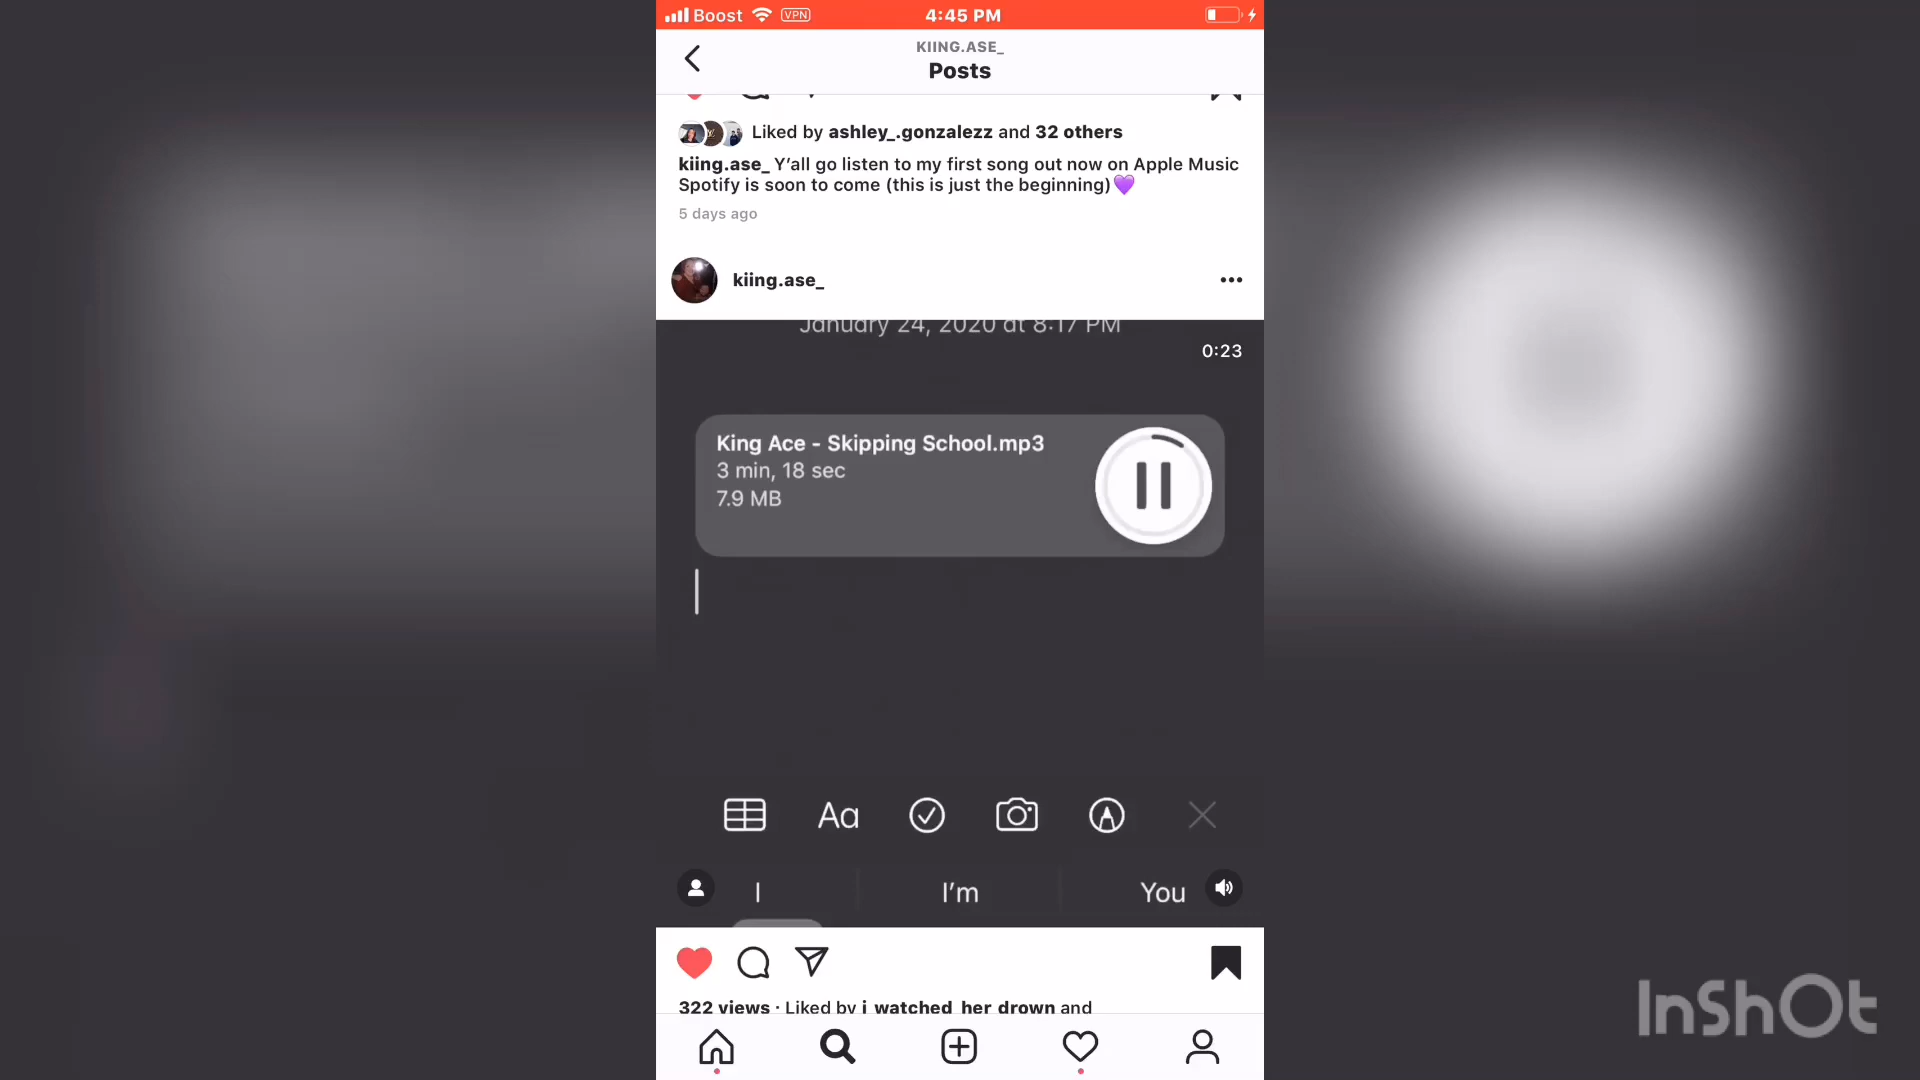 Boost VPN 4:45 PM
KIING.ASE_
Posts
Liked by ashley_.gonzalezz and 32 others
kiing.ase_ Y'all go listen to my first song out now on Apple Music
Spotify is soon to come (this is just the beginning)💜
5 days ago
kiing.ase_
January 24, 2020 at 8:17 PM
0:23
King Ace - Skipping School.mp3
3 min, 18 sec
7.9 MB
Aa
I I'm You
322 views · Liked by i_watched_her_drown and
InShOt